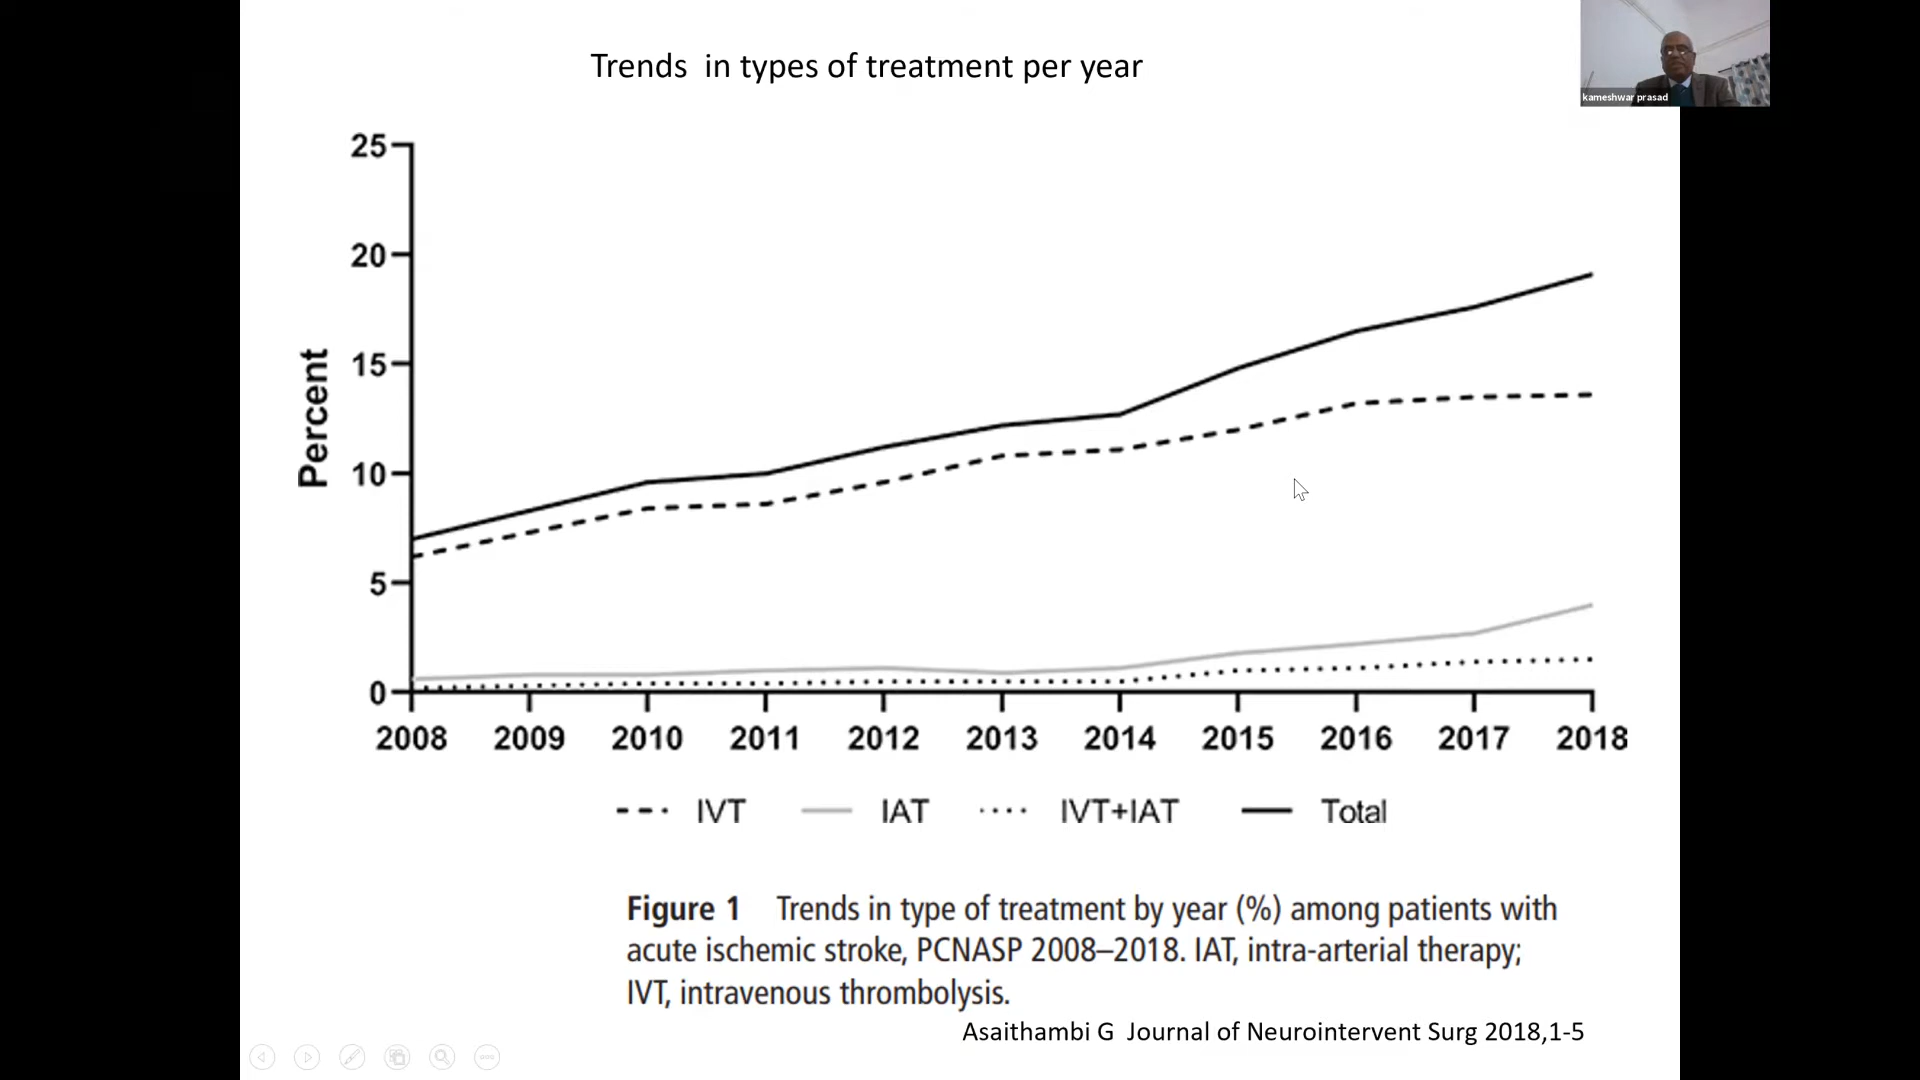 Trends in types of treatment per year
kameshwar prasad
25
20
15
10
5
0
Percent
2008 2009 2010 2011 2012 2013 2014 2015 2016 2017 2018
IVT IAT IVT+IAT Total
Figure 1 Trends in type of treatment by year (%) among patients with
acute ischemic stroke, PCNASP 2008–2018. IAT, intra-arterial therapy;
IVT, intravenous thrombolysis.
Asaithambi G Journal of Neurointervent Surg 2018,1-5